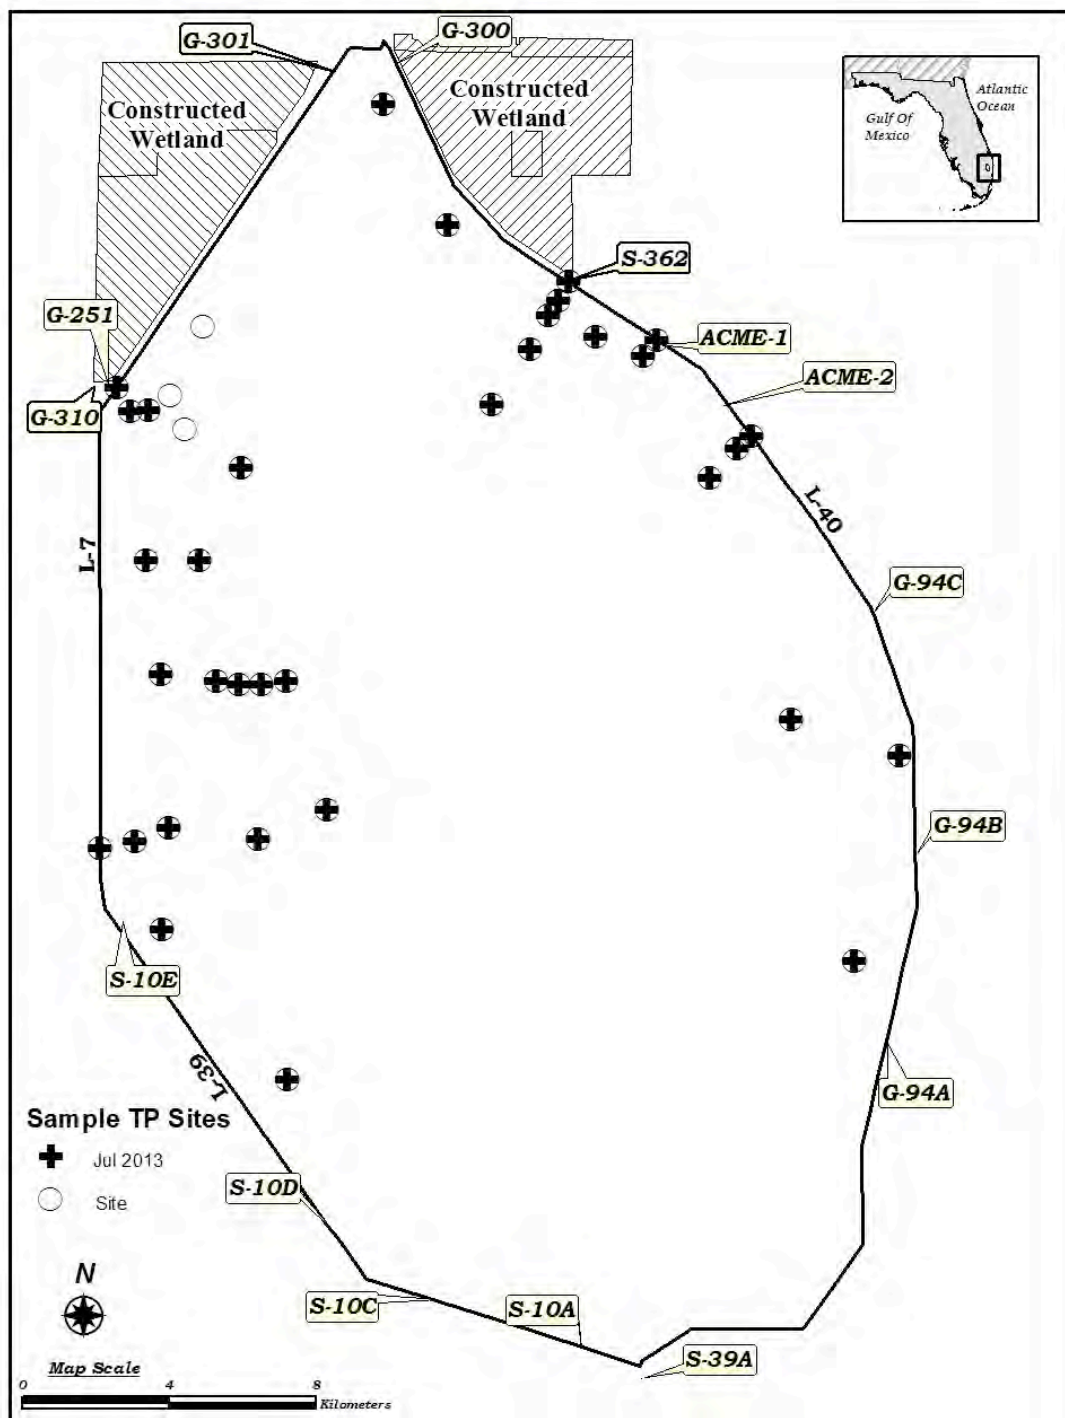 G-301
G-300
Constructed
Wetland
Constructed
Wetland
Atlantic
Ocean
Gulf Of
Mexico
S-362
G-251
ACME-1
ACME-2
G-310
L-40
L-7
G-94C
G-94B
S-10E
L-39
G-94A
Sample TP Sites
Jul 2013
Site
S-10D
N
S-10C
S-10A
S-39A
Map Scale
0 4 8
Kilometers